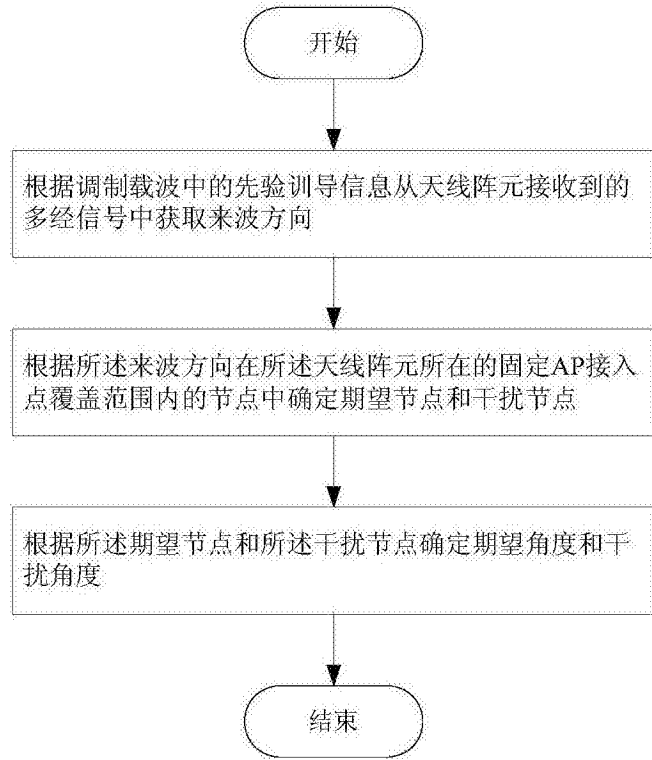 开始
根据调制载波中的先验训导信息从天线阵元接收到的
多经信号中获取来波方向
根据所述来波方向在所述天线阵元所在的固定AP接入
点覆盖范围内的节点中确定期望节点和干扰节点
根据所述期望节点和所述干扰节点确定期望角度和干
扰角度
结束